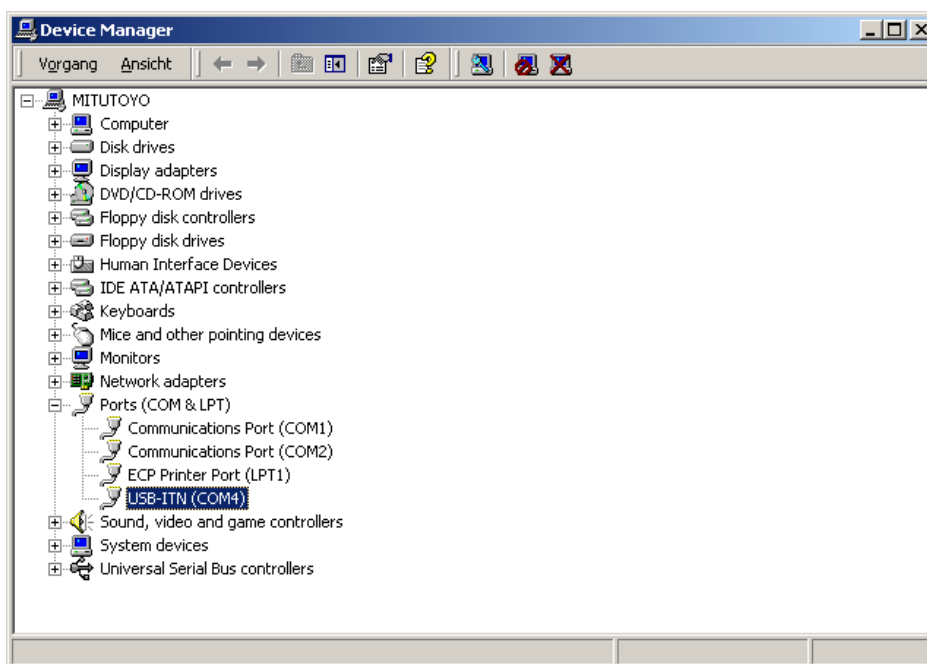 Device Manager
Vorgang Ansicht
MITUTOYO
Computer
Disk drives
Display adapters
DVD/CD-ROM drives
Floppy disk controllers
Floppy disk drives
Human Interface Devices
IDE ATA/ATAPI controllers
Keyboards
Mice and other pointing devices
Monitors
Network adapters
Ports (COM & LPT)
Communications Port (COM1)
Communications Port (COM2)
ECP Printer Port (LPT1)
USB-ITN (COM4)
Sound, video and game controllers
System devices
Universal Serial Bus controllers